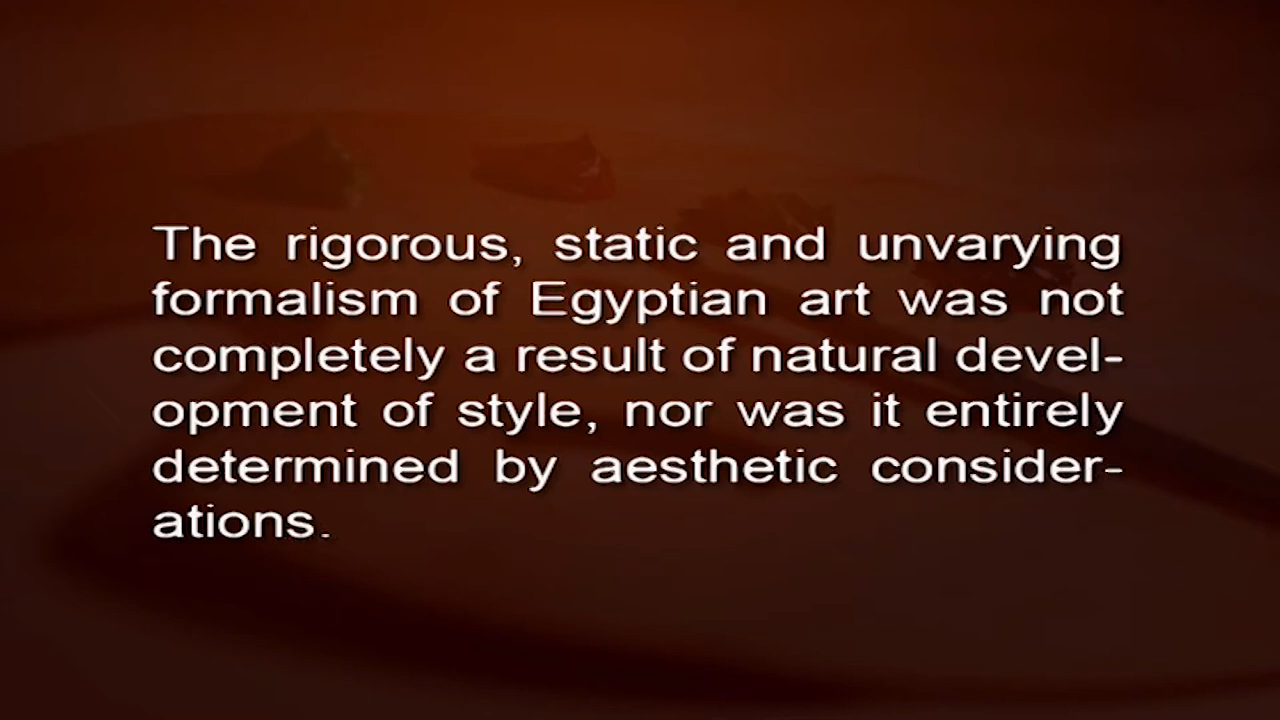 The rigorous, static and unvarying
formalism of Egyptian art was not
completely a result of natural devel-
opment of style, nor was it entirely
determined by aesthetic consider-
ations.